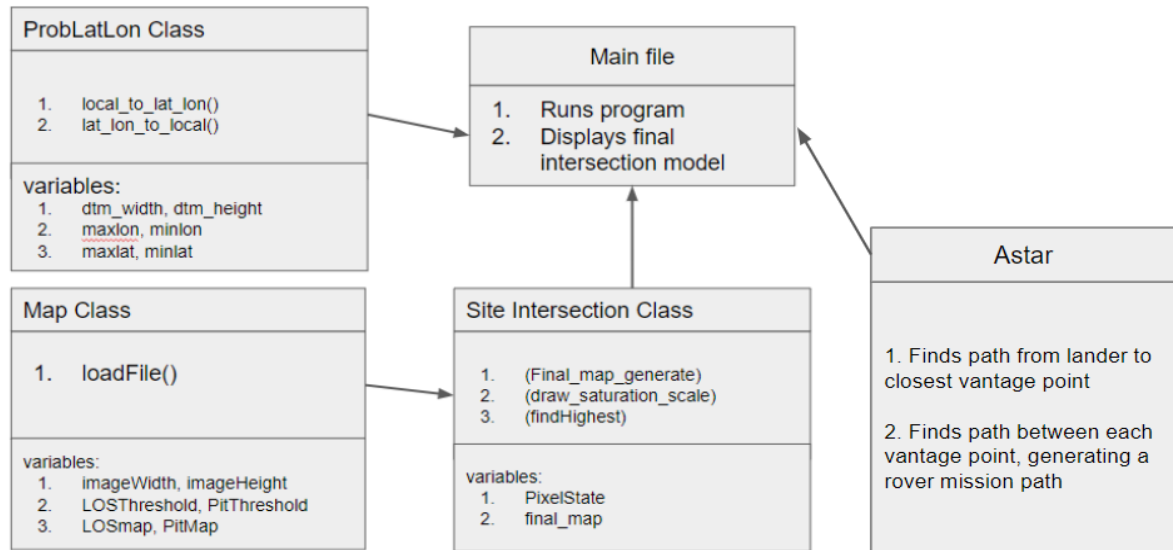 ProbLatLon Class
1. local_to_lat_lon()
2. lat_lon_to_local()
variables:
1. dtm_width, dtm_height
2. maxlon, minlon
3. maxlat, minlat
Main file
1. Runs program
2. Displays final
intersection model
Map Class
1. loadFile()
variables:
1. imageWidth, imageHeight
2. LOSThreshold, PitThreshold
3. LOSmap, PitMap
Site Intersection Class
1. (Final_map_generate)
2. (draw_saturation_scale)
3. (findHighest)
variables:
1. PixelState
2. final_map
Astar
1. Finds path from lander to
closest vantage point
2. Finds path between each
vantage point, generating a
rover mission path